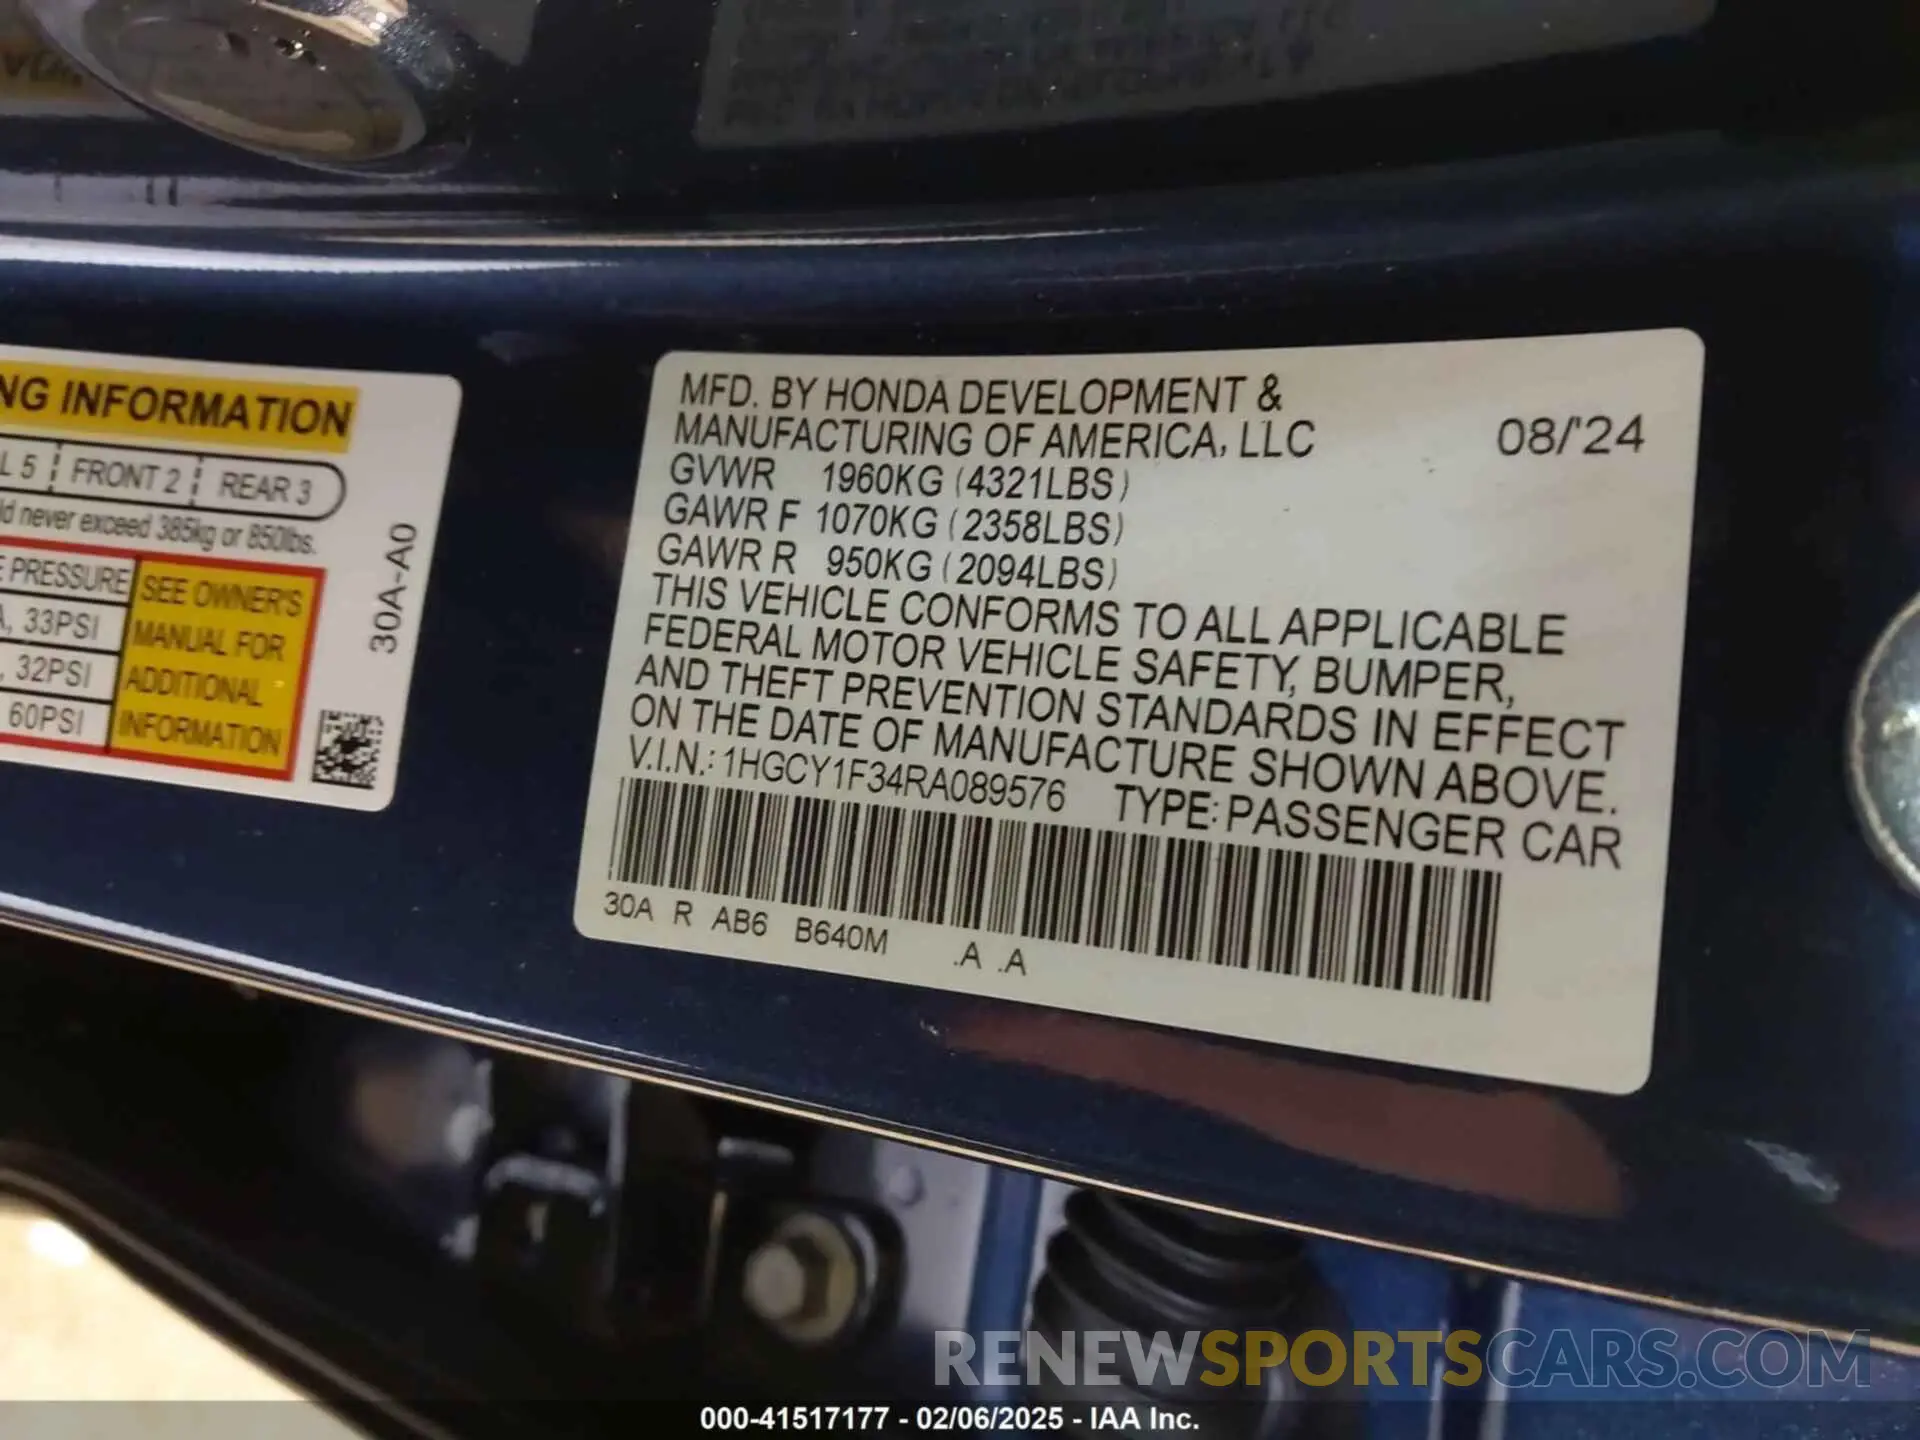 NG INFORMATION
L 5 FRONT 2 REAR 3
ld never exceed 385kg or 850lbs.
E PRESSURE
A, 33PSI
, 32PSI
60PSI
SEE OWNER'S
MANUAL FOR
ADDITIONAL
INFORMATION
30A-A0
MFD. BY HONDA DEVELOPMENT &
MANUFACTURING OF AMERICA, LLC 08/'24
GVWR 1960KG (4321LBS)
GAWR F 1070KG (2358LBS)
GAWR R 950KG (2094LBS)
THIS VEHICLE CONFORMS TO ALL APPLICABLE
FEDERAL MOTOR VEHICLE SAFETY, BUMPER,
AND THEFT PREVENTION STANDARDS IN EFFECT
ON THE DATE OF MANUFACTURE SHOWN ABOVE.
V.I.N.: 1HGCY1F34RA089576 TYPE: PASSENGER CAR
30A R AB6 B640M .A .A
RENEWSPORTSCARS.COM
000-41517177 - 02/06/2025 - IAA Inc.